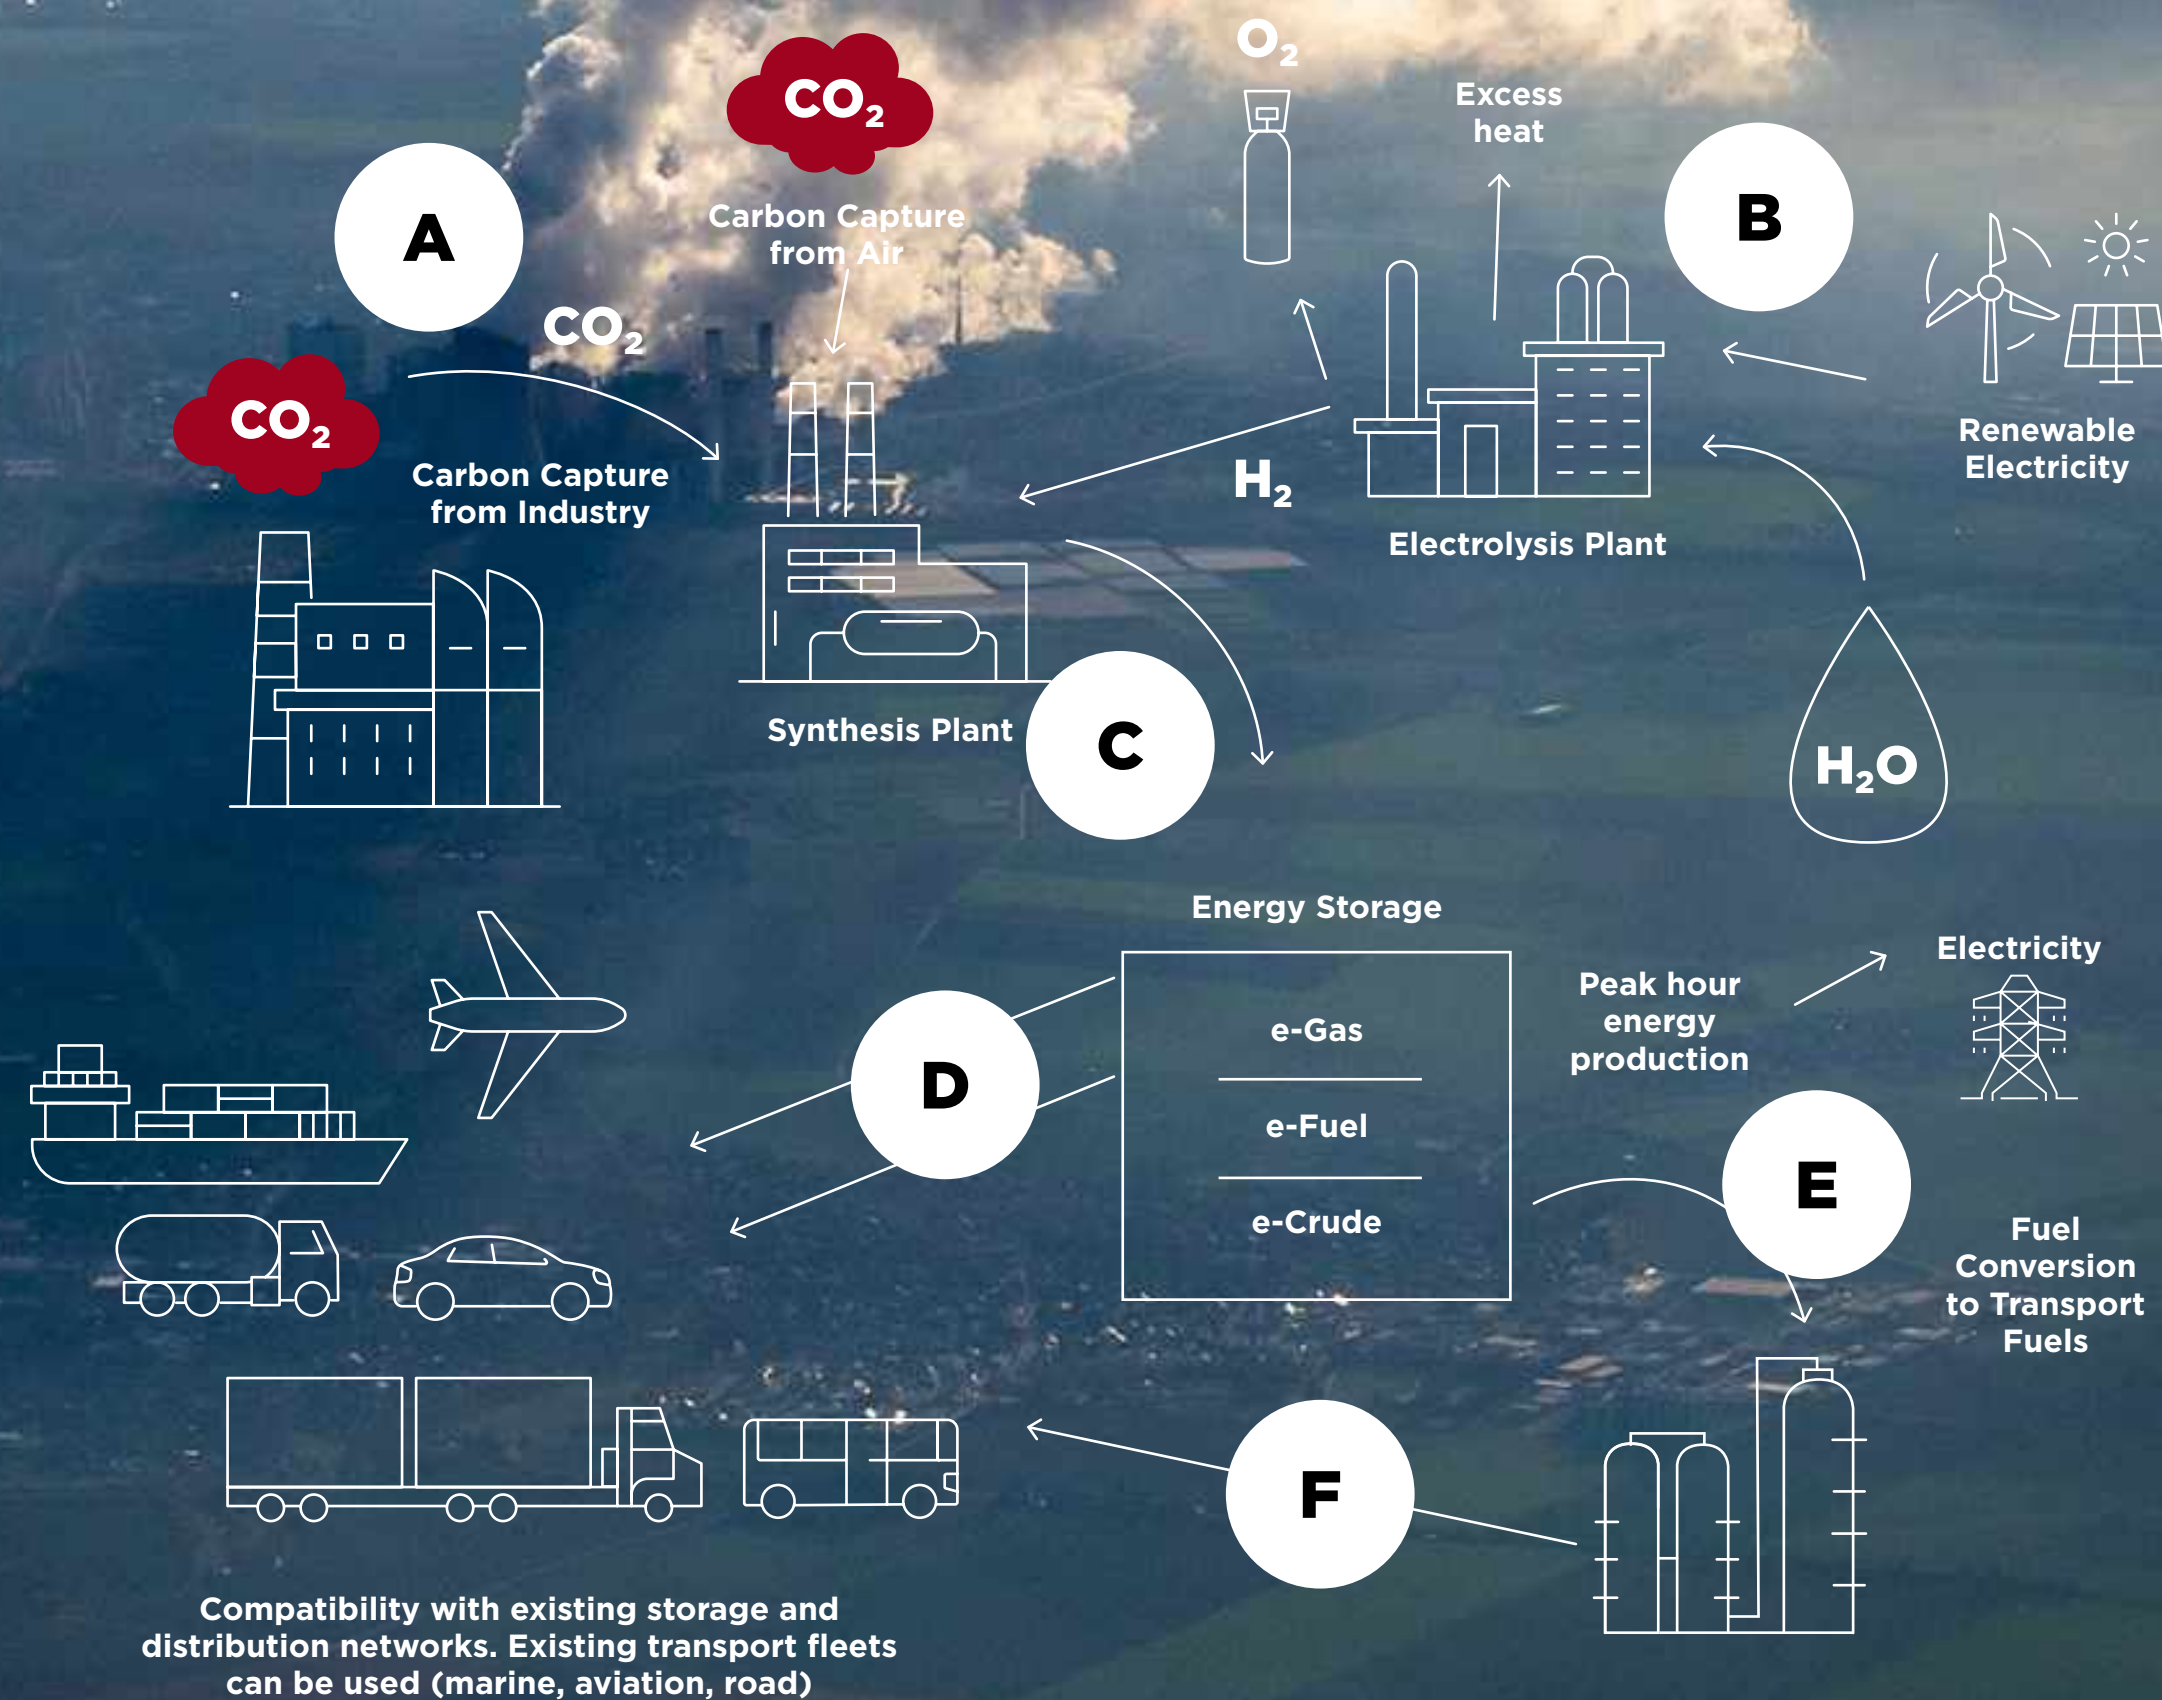 CO₂
Carbon Capture
from Air
A
CO₂
CO₂
Carbon Capture
from Industry
Synthesis Plant
O₂
Excess
heat
B
Renewable
Electricity
H₂
Electrolysis Plant
H₂O
C
Energy Storage
e-Gas
e-Fuel
e-Crude
D
Peak hour
energy
production
Electricity
E
Fuel
Conversion
to Transport
Fuels
F
Compatibility with existing storage and
distribution networks. Existing transport fleets
can be used (marine, aviation, road)